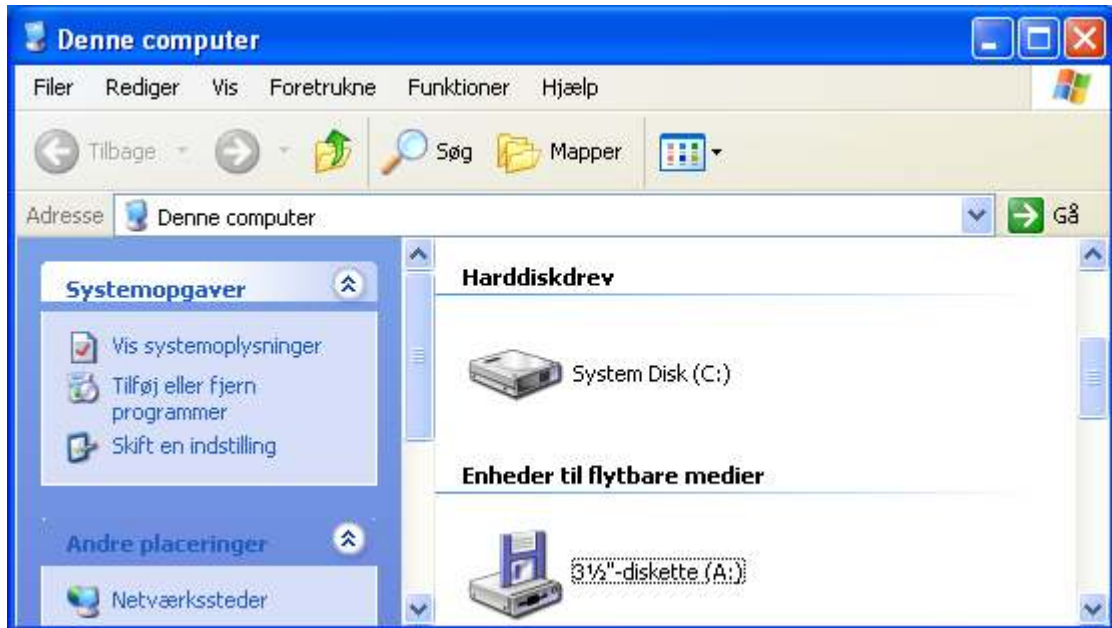 Denne computer
Filer Rediger Vis Foretrukne Funktioner Hjælp
Tilbage Søg Mapper
Adresse Denne computer Gå
Systemopgaver
Vis systemoplysninger
Tilføj eller fjern
programmer
Skift en indstilling
Andre placeringer
Netværkssteder
Harddiskdrev
System Disk (C:)
Enheder til flytbare medier
3½"-diskette (A:)